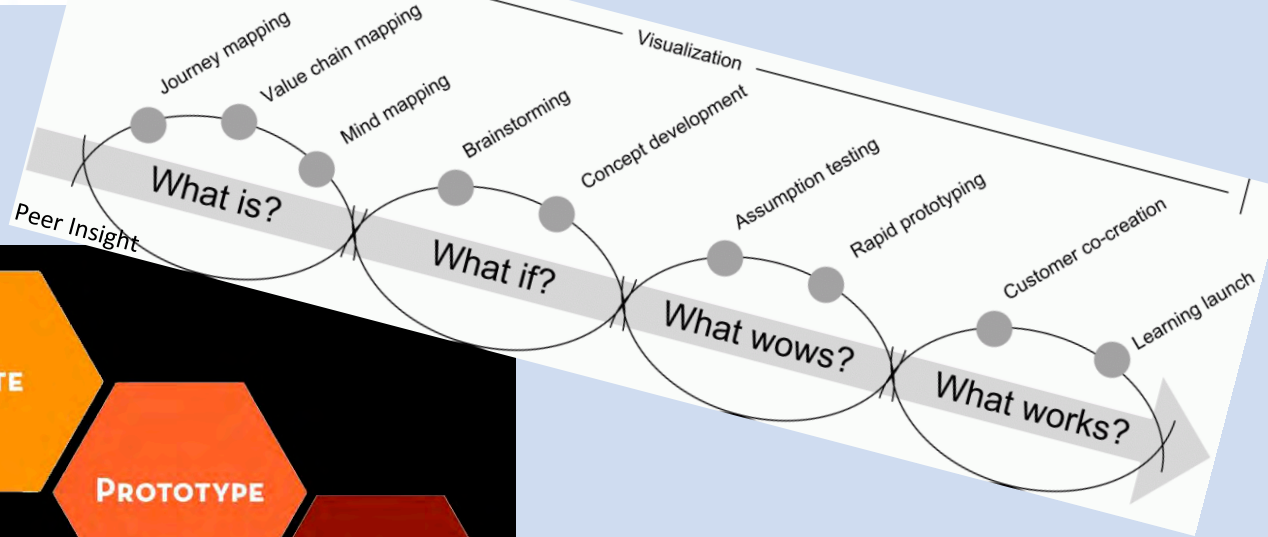 Visualization
Journey mapping
Value chain mapping
Mind mapping
Brainstorming
Concept development
Assumption testing
Rapid prototyping
Customer co-creation
Learning launch
What is?
What if?
What wows?
What works?
Peer Insight
TE
PROTOTYPE